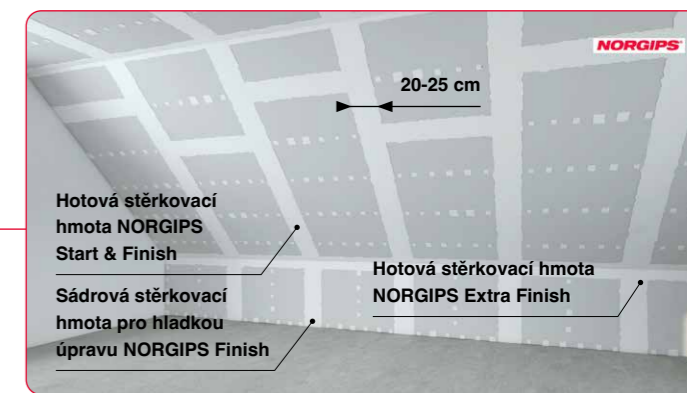 NORGIPS
20-25 cm
Hotová stěrkovací
hmota NORGIPS
Start & Finish
Hotová stěrkovací hmota
NORGIPS Extra Finish
Sádrová stěrkovací
hmota pro hladkou
úpravu NORGIPS Finish